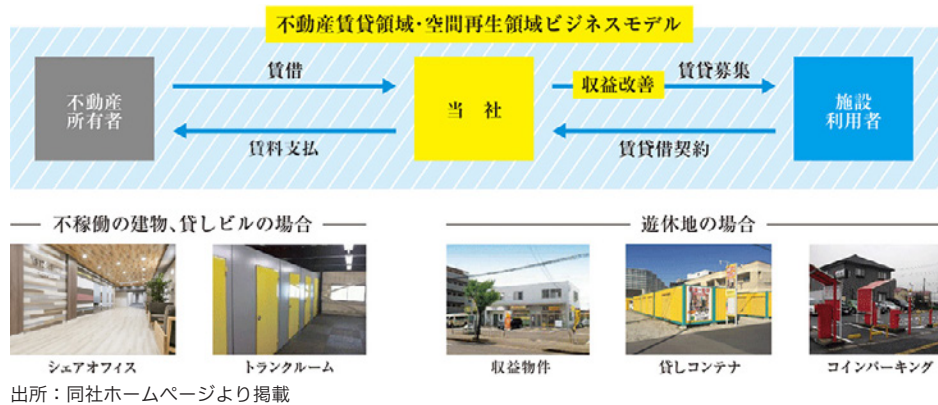 不動産賃貸領域・空間再生領域ビジネスモデル
不動産
所有者
賃借
賃料支払
当 社
収益改善
賃貸募集
賃貸借契約
施設
利用者
不稼働の建物、貸しビルの場合
遊休地の場合
シェアオフィス
トランクルーム
収益物件
貸しコンテナ
コインパーキング
出所：同社ホームページより掲載